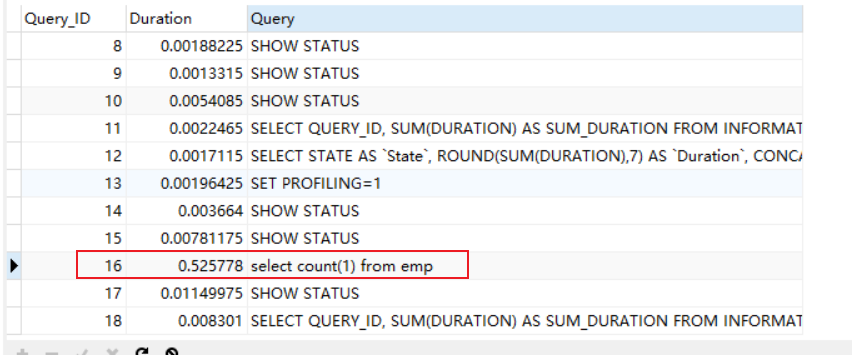 Query_ID Duration Query
8 0.00188225 SHOW STATUS
9 0.0013315 SHOW STATUS
10 0.0054085 SHOW STATUS
11 0.0022465 SELECT QUERY_ID, SUM(DURATION) AS SUM_DURATION FROM INFORMAT
12 0.0017115 SELECT STATE AS `State`, ROUND(SUM(DURATION),7) AS `Duration`, CONCA
13 0.00196425 SET PROFILING=1
14 0.003664 SHOW STATUS
15 0.00781175 SHOW STATUS
16 0.525778 select count(1) from emp
17 0.01149975 SHOW STATUS
18 0.008301 SELECT QUERY_ID, SUM(DURATION) AS SUM_DURATION FROM INFORMAT